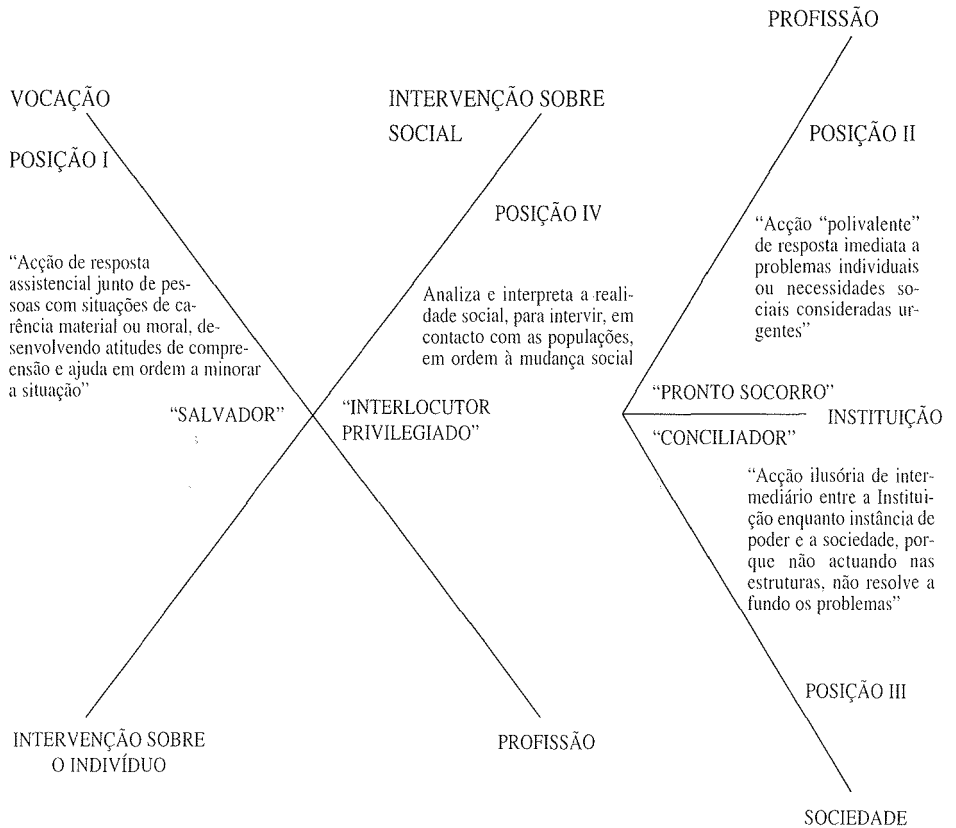 PROFISSÃO
VOCAÇÃO
INTERVENÇÃO SOBRE
SOCIAL
POSIÇÃO I
POSIÇÃO II
POSIÇÃO IV
“Acção de resposta
assistencial junto de pes-
soas com situações de ca-
rência material ou moral, de-
senvolvendo atitudes de compre-
ensão e ajuda em ordem a minorar
a situação”
Analiza e interpreta a reali-
dade social, para intervir, em
contacto com as populações,
em ordem à mudança social
“Acção “polivalente”
de resposta imediata a
problemas individuais
ou necessidades so-
ciais consideradas ur-
gentes”
“SALVADOR”
“INTERLOCUTOR
PRIVILEGIADO”
“PRONTO SOCORRO”
INSTITUIÇÃO
“CONCILIADOR”
“Acção ilusória de inter-
mediário entre a Institui-
ção enquanto instância de
poder e a sociedade, por-
que não actuando nas
estruturas, não resolve a
fundo os problemas”
POSIÇÃO III
INTERVENÇÃO SOBRE
O INDIVÍDUO
PROFISSÃO
SOCIEDADE